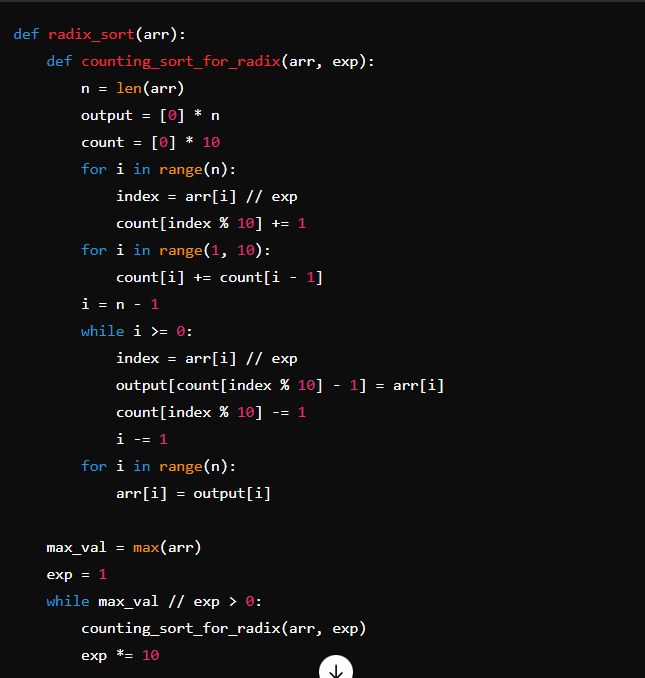 def radix_sort(arr):
    def counting_sort_for_radix(arr, exp):
        n = len(arr)
        output = [0] * n
        count = [0] * 10
        for i in range(n):
            index = arr[i] // exp
            count[index % 10] += 1
        for i in range(1, 10):
            count[i] += count[i - 1]
        i = n - 1
        while i >= 0:
            index = arr[i] // exp
            output[count[index % 10] - 1] = arr[i]
            count[index % 10] -= 1
            i -= 1
        for i in range(n):
            arr[i] = output[i]

    max_val = max(arr)
    exp = 1
    while max_val // exp > 0:
        counting_sort_for_radix(arr, exp)
        exp *= 10